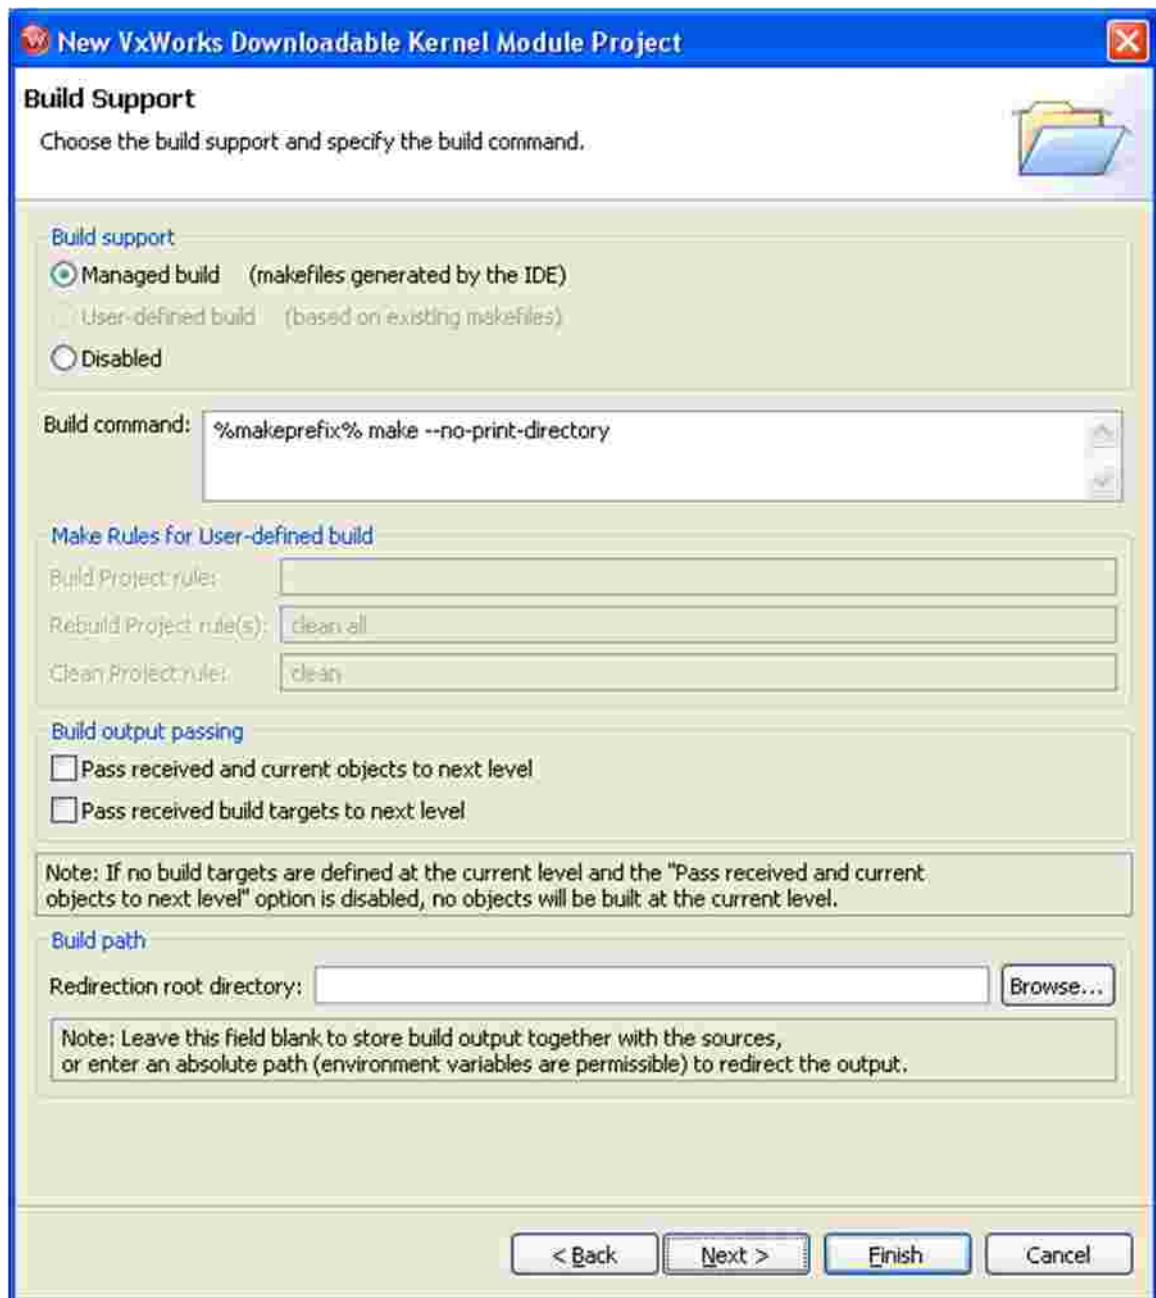 New VxWorks Downloadable Kernel Module Project
Build Support
Choose the build support and specify the build command.
Build support
Managed build (makefiles generated by the IDE)
User-defined build (based on existing makefiles)
Disabled
Build command: %makeprefix% make --no-print-directory
Make Rules for User-defined build
Build Project rule:
Rebuild Project rule(s): clean all
Clean Project rule: clean
Build output passing
Pass received and current objects to next level
Pass received build targets to next level
Note: If no build targets are defined at the current level and the "Pass received and current
objects to next level" option is disabled, no objects will be built at the current level.
Build path
Redirection root directory: Browse...
Note: Leave this field blank to store build output together with the sources,
or enter an absolute path (environment variables are permissible) to redirect the output.
< Back Next > Finish Cancel